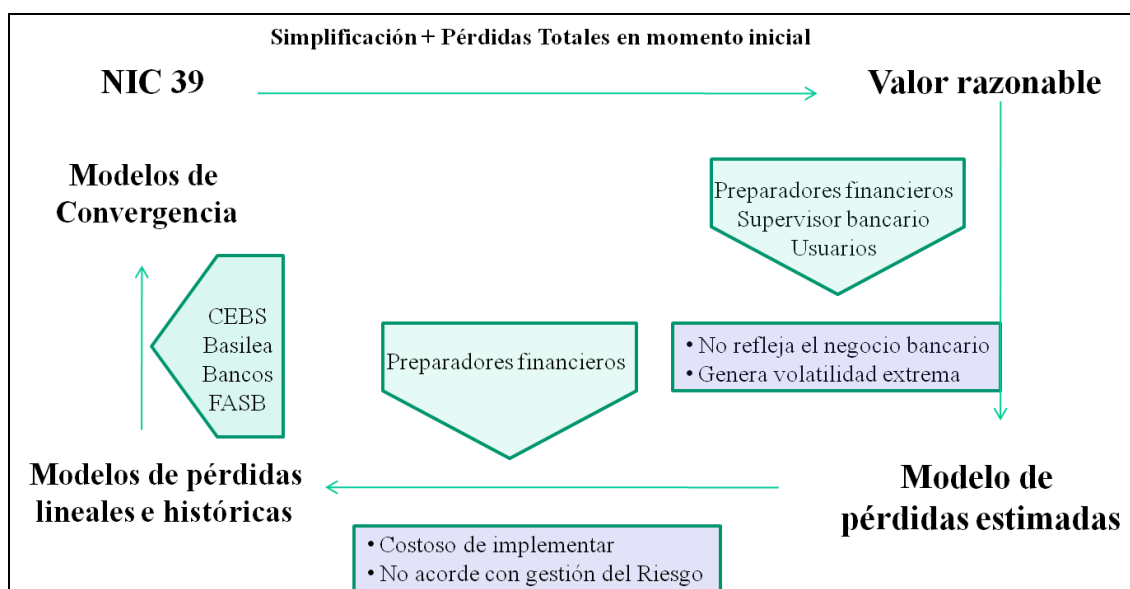 Simplificación + Pérdidas Totales en momento inicial
NIC 39
Valor razonable
Preparadores financieros
Supervisor bancario
Usuarios
• No refleja el negocio bancario
• Genera volatilidad extrema
Modelo de
pérdidas estimadas
Preparadores financieros
• Costoso de implementar
• No acorde con gestión del Riesgo
Modelos de pérdidas
lineales e históricas
CEBS
Basilea
Bancos
FASB
Modelos de
Convergencia